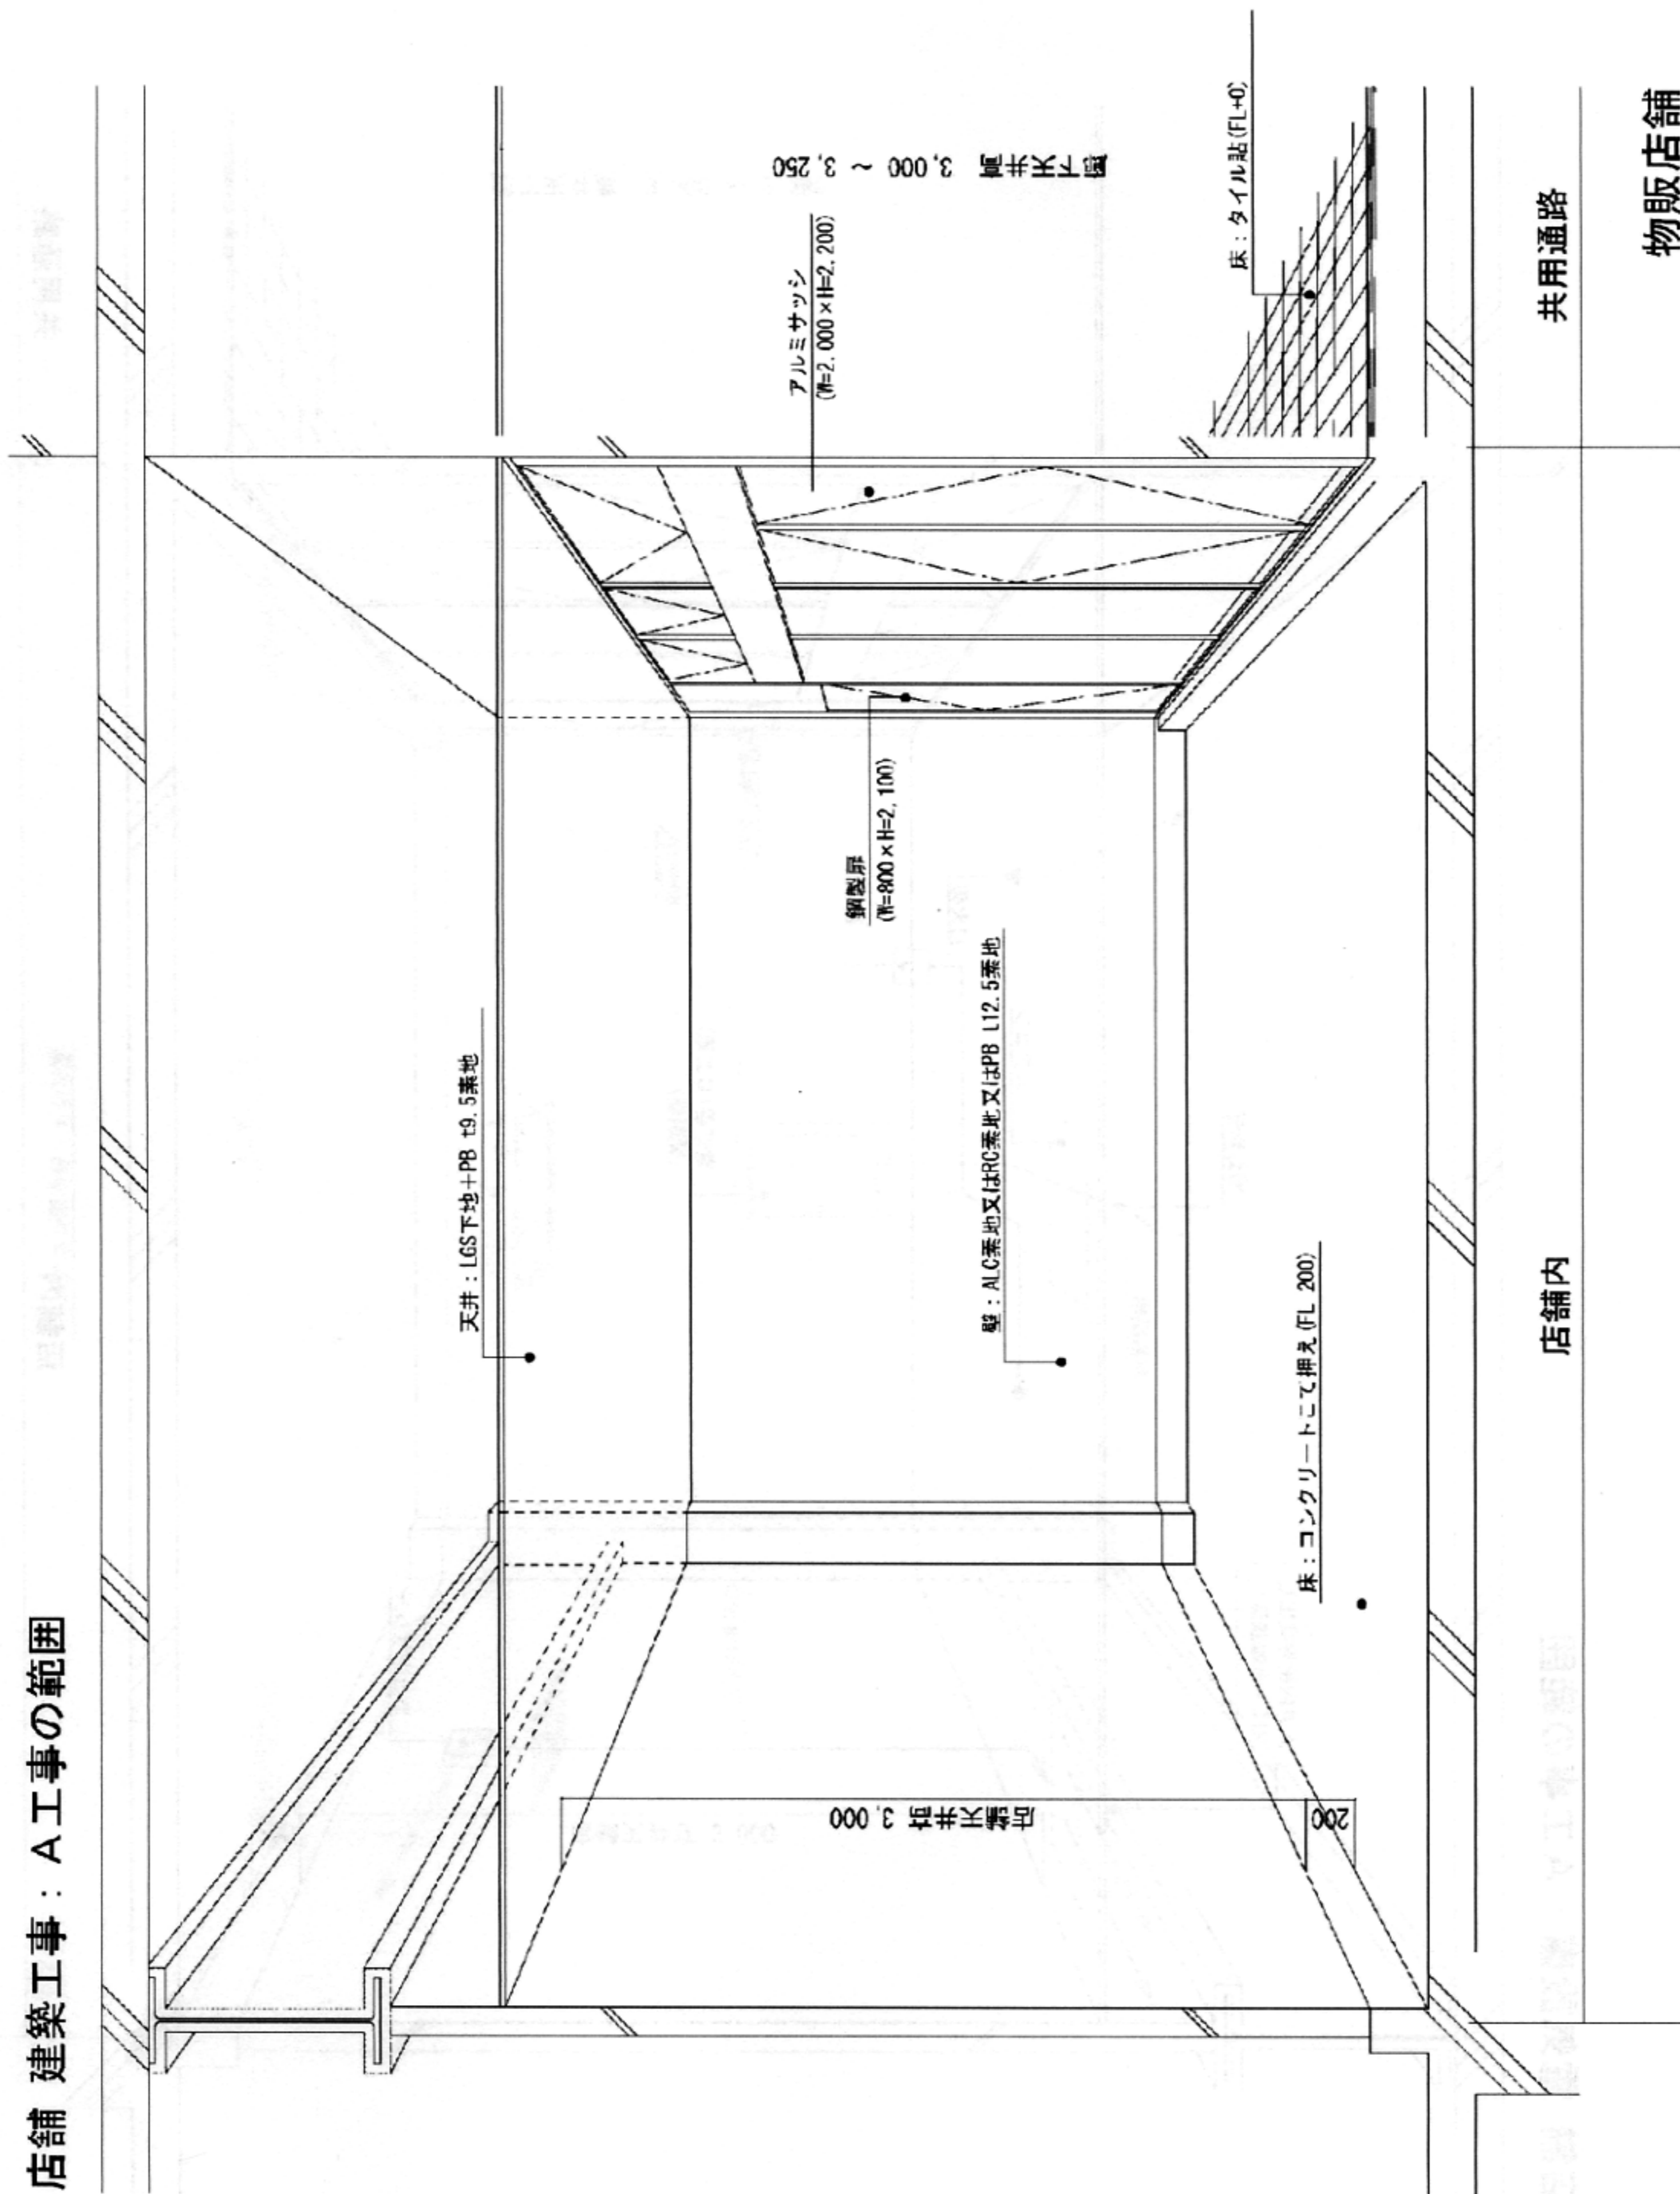 店舗 建築工事：A工事の範囲
天井：LGS下地＋PB t9.5素地
アルミサッシ
(W=2,000×H=2,200)
廊下天井高 3,000 ～ 3,250
鋼製扉
(W=800×H=2,100)
壁：ALC素地又はRC素地又はPB L12.5素地
店舗天井高 3,000
200
床：タイル貼(FL+0)
床：コンクリートこて押え(FL 200)
店舗内
共用通路
物販店舗